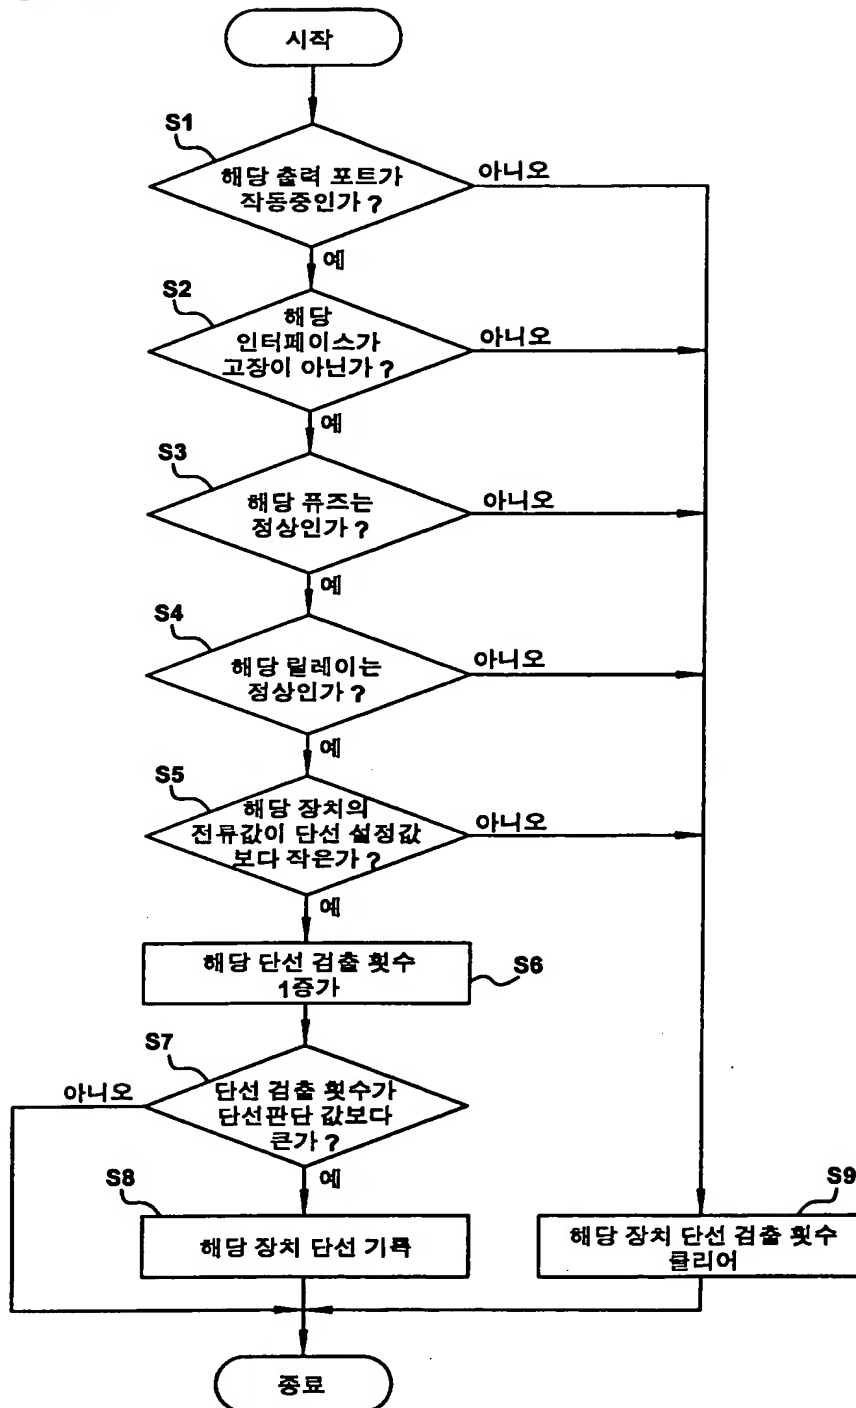 시작
S1
해당 출력 포트가
작동중인가 ?
아니오
예
S2
해당
인터페이스가
고장이 아닌가 ?
아니오
예
S3
해당 퓨즈는
정상인가 ?
아니오
예
S4
해당 릴레이는
정상인가 ?
아니오
예
S5
해당 장치의
전류값이 단선 설정값
보다 작은가 ?
아니오
예
해당 단선 검출 횟수
1증가
S6
S7
단선 검출 횟수가
단선판단 값보다
큰가 ?
아니오
예
S8
해당 장치 단선 기록
S9
해당 장치 단선 검출 횟수
클리어
종료